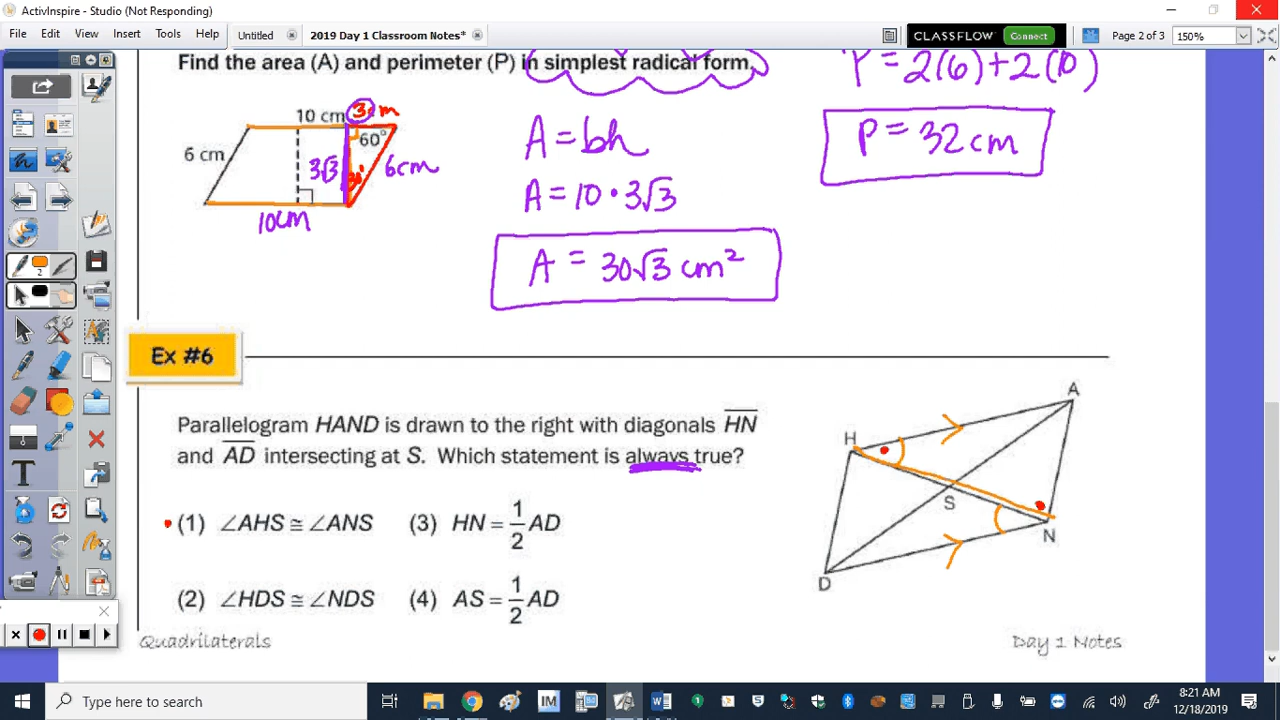 ActivInspire - Studio (Not Responding)
File Edit View Insert Tools Help
Untitled 2019 Day 1 Classroom Notes*
CLASSFLOW Connect
Page 2 of 3
150%
Find the area (A) and perimeter (P) in simplest radical form.
P = 2(6)+2(10)
10 cm 3cm
60°
6 cm
3√3
30°
6cm
10cm
A = bh
A = 10 · 3√3
A = 30√3 cm²
P = 32 cm
Ex #6
Parallelogram HAND is drawn to the right with diagonals H̅N̅
and A̅D̅ intersecting at S. Which statement is always true?
(1) ∠AHS ≅ ∠ANS (3) HN = 1/2 AD
(2) ∠HDS ≅ ∠NDS (4) AS = 1/2 AD
A
H
S
N
D
Quadrilaterals
Day 1 Notes
Type here to search
8:21 AM
12/18/2019